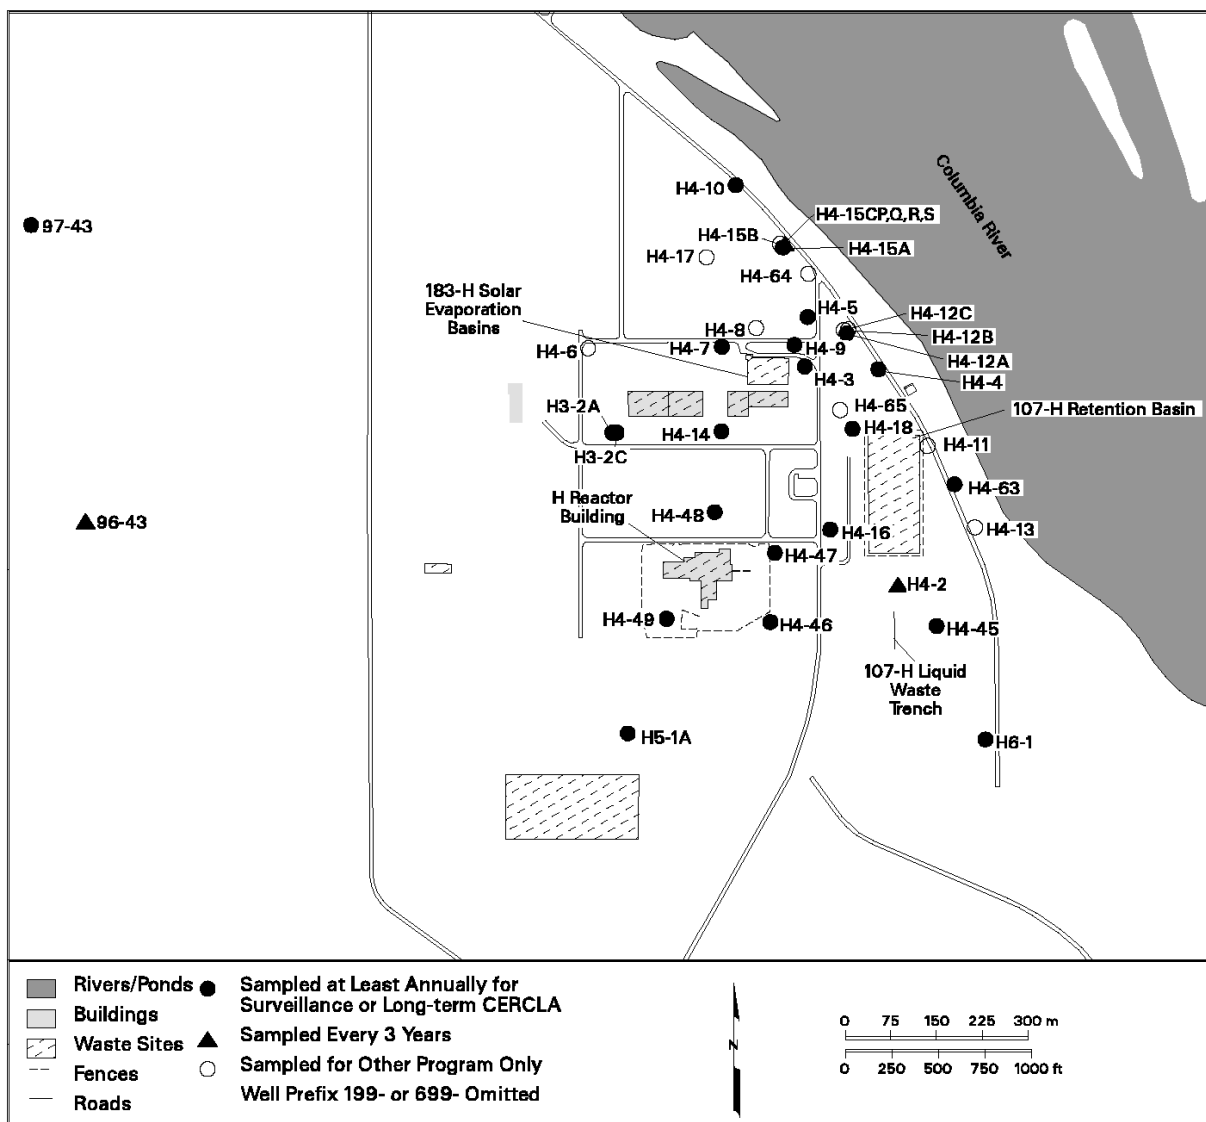 Columbia River
H4-10
H4-15CP,Q,R,S
97-43
H4-15B
H4-15A
H4-17
H4-64
183-H Solar
Evaporation
Basins
H4-5
H4-12C
H4-8
H4-12B
H4-6
H4-7
H4-9
H4-12A
H4-3
H4-4
H3-2A
H4-65
107-H Retention Basin
H4-14
H4-18
H4-11
H3-2C
H4-63
H Reactor
Building
H4-48
96-43
H4-16
H4-13
H4-47
H4-2
H4-49
H4-46
H4-45
107-H Liquid
Waste
Trench
H5-1A
H6-1
Rivers/Ponds
Buildings
Waste Sites
Fences
Roads
Sampled at Least Annually for
Surveillance or Long-term CERCLA
Sampled Every 3 Years
Sampled for Other Program Only
Well Prefix 199- or 699- Omitted
N
0 75 150 225 300 m
0 250 500 750 1000 ft